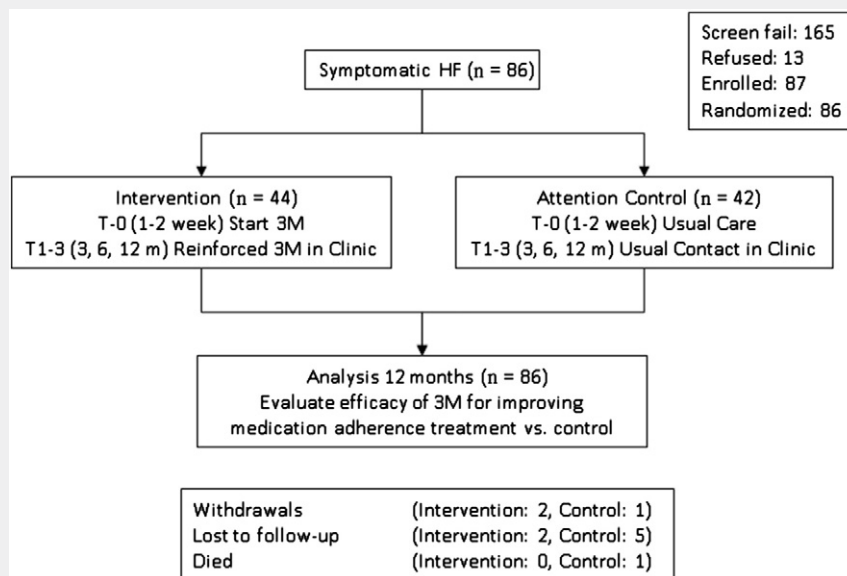 Screen fail: 165
Refused: 13
Enrolled: 87
Randomized: 86
Symptomatic HF (n = 86)
Intervention (n = 44)
T-0 (1-2 week) Start 3M
T1-3 (3, 6, 12 m) Reinforced 3M in Clinic
Attention Control (n = 42)
T-0 (1-2 week) Usual Care
T1-3 (3, 6, 12 m) Usual Contact in Clinic
Analysis 12 months (n = 86)
Evaluate efficacy of 3M for improving
medication adherence treatment vs. control
Withdrawals (Intervention: 2, Control: 1)
Lost to follow-up (Intervention: 2, Control: 5)
Died (Intervention: 0, Control: 1)